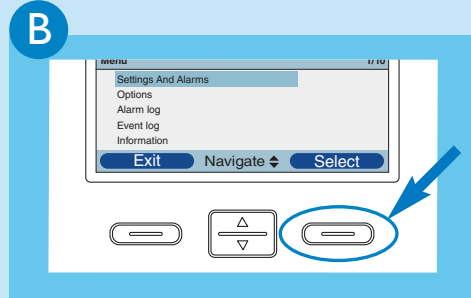 B
Menu 1/10
Settings And Alarms
Options
Alarm log
Event log
Information
Exit Navigate Select